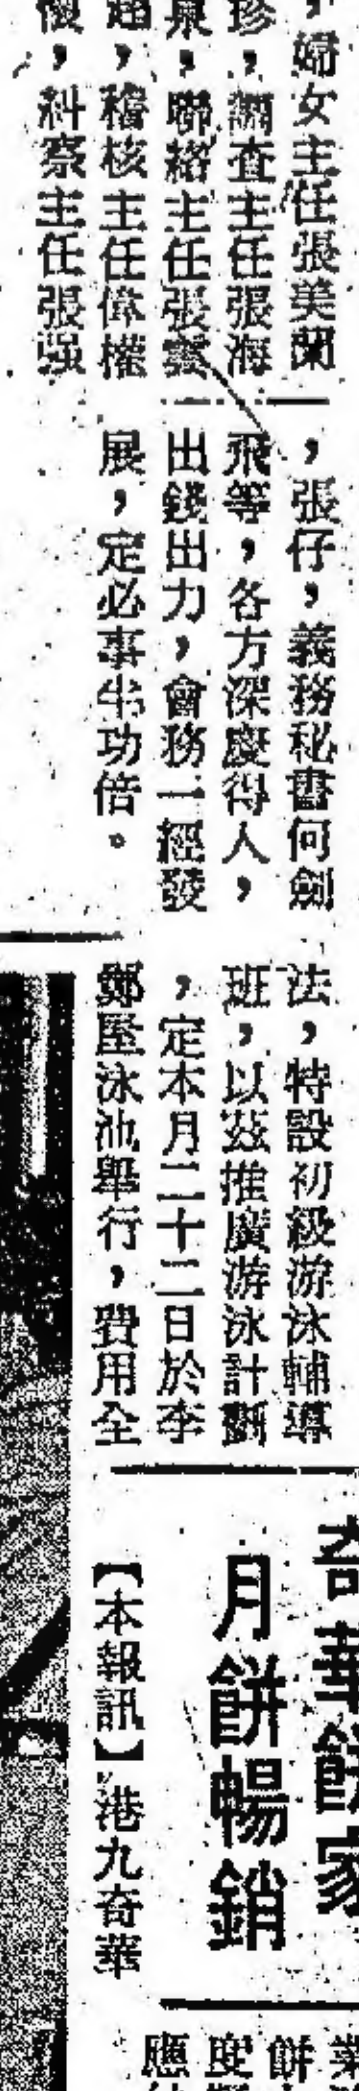 ，婦女主任張美蘭
珍，調查主任張海
泉，聯絡主任張雲
超，稽核主任偉權
懷，糾察主任張强
，張仔，義務秘書何劍
飛等，各方深慶得人，
出錢出力，會務一經發
展，定必事半功倍。
法，特設初級游泳輔導
班，以茲推廣游泳計劃
，定本月二十二日於李
鄭屋泳池舉行，費用全
奇華餅家
月餅暢銷
【本報訊】港九奇華
餅
度
應